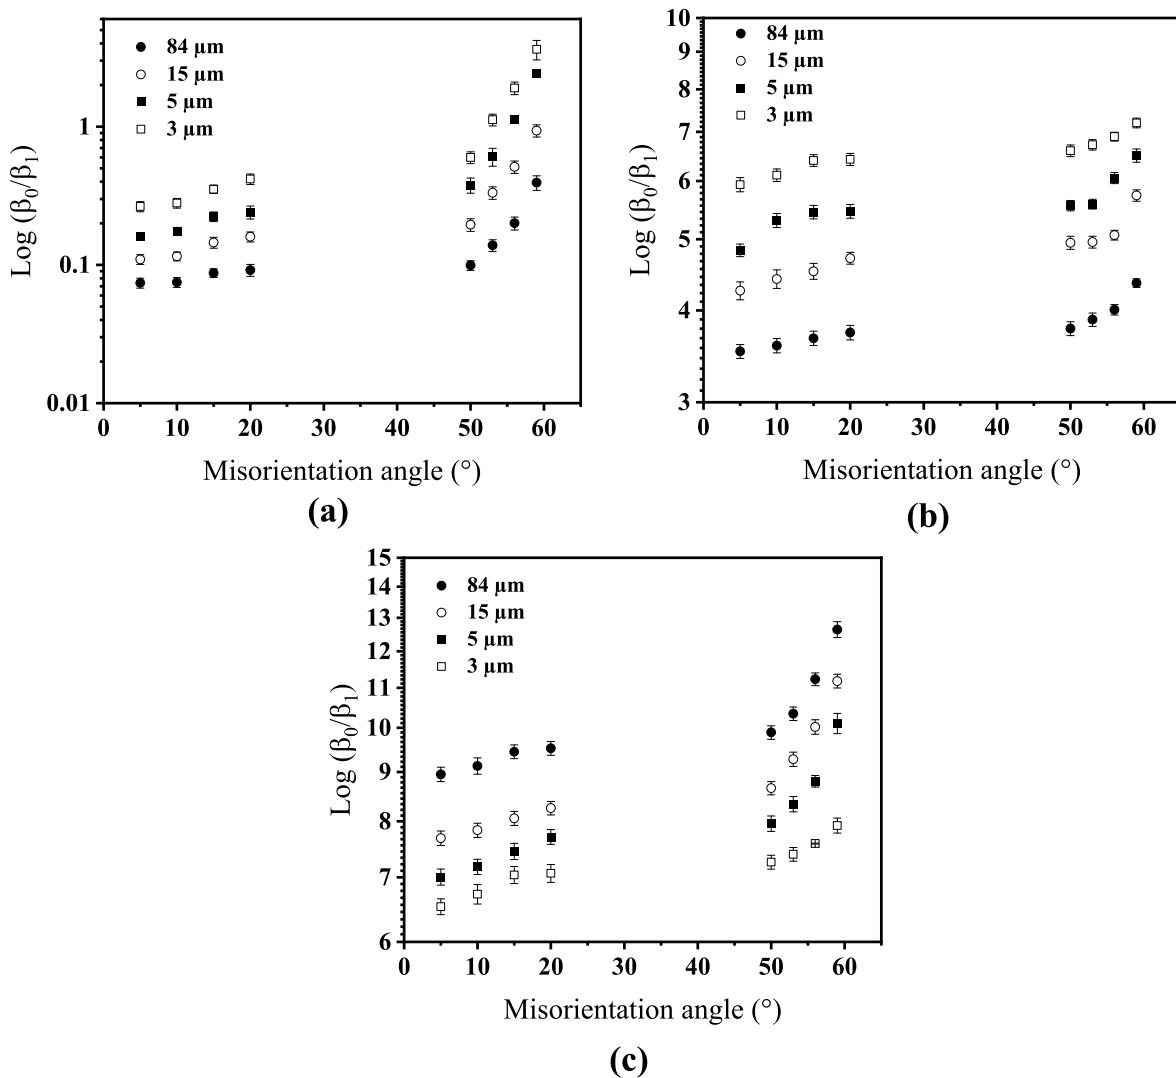 84 µm
15 µm
5 µm
3 µm
1
0.1
0.01
0 10 20 30 40 50 60
Log (β₀/β₁)
Misorientation angle (°)
(a)
84 µm
15 µm
5 µm
3 µm
10
9
8
7
6
5
4
3
0 10 20 30 40 50 60
Log (β₀/β₁)
Misorientation angle (°)
(b)
84 µm
15 µm
5 µm
3 µm
15
14
13
12
11
10
9
8
7
6
0 10 20 30 40 50 60
Log (β₀/β₁)
Misorientation angle (°)
(c)